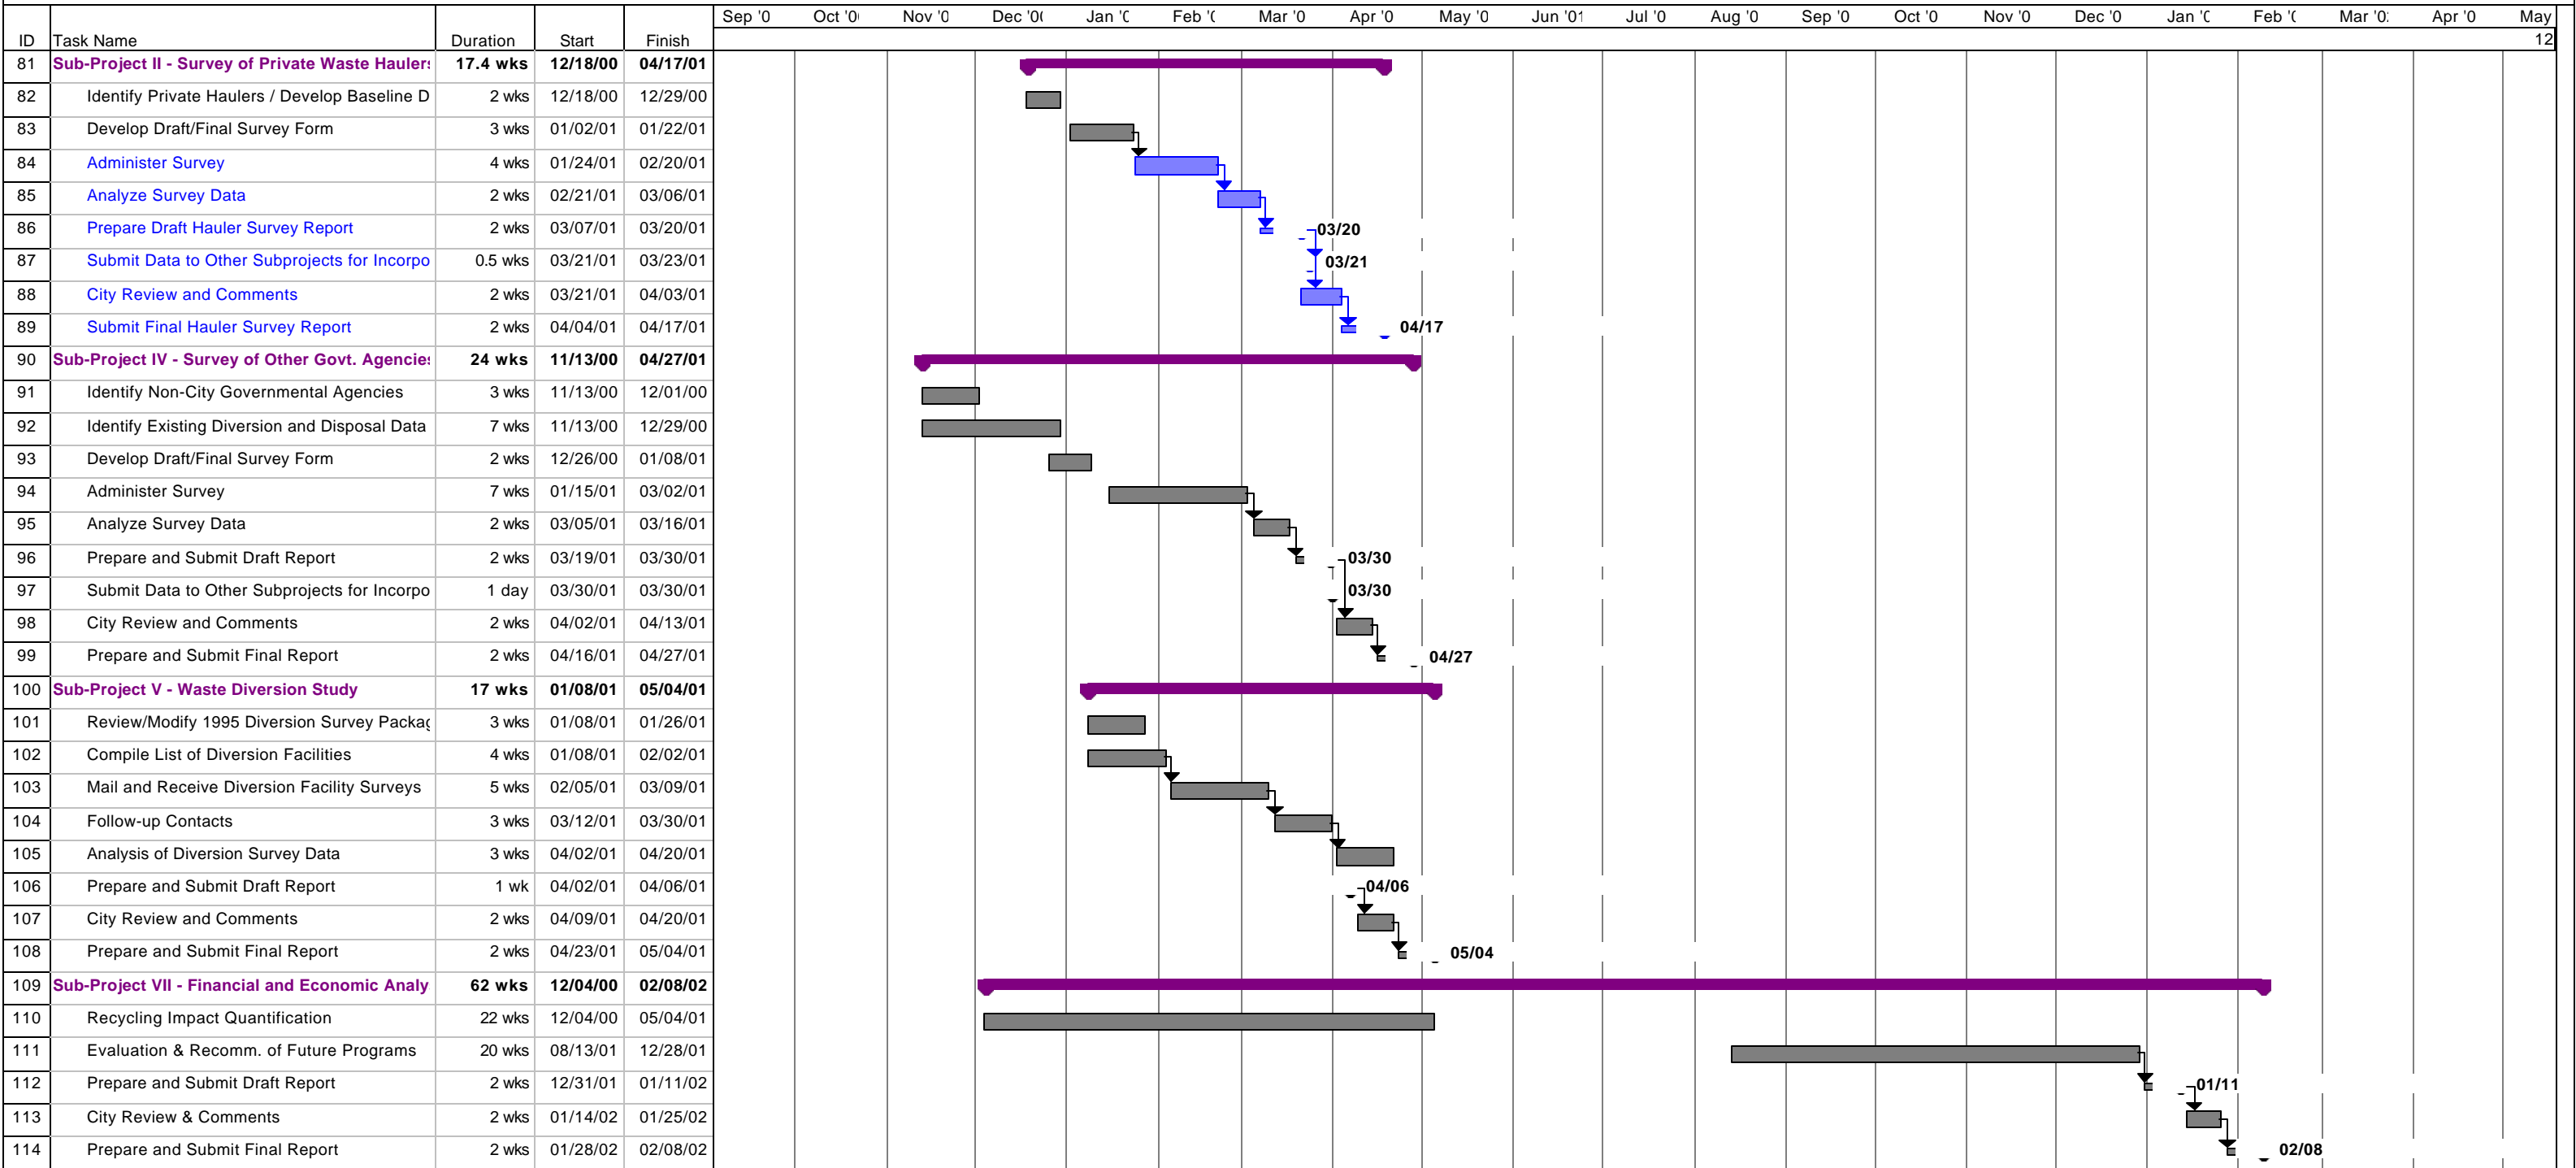 Sep '0 Oct '0 Nov '0 Dec '0 Jan '0 Feb '0 Mar '0 Apr '0 May '0 Jun '01 Jul '0 Aug '0 Sep '0 Oct '0 Nov '0 Dec '0 Jan '0 Feb '0 Mar '0 Apr '0 May
ID Task Name Duration Start Finish 12
81 Sub-Project II - Survey of Private Waste Haulers 17.4 wks 12/18/00 04/17/01
82 Identify Private Haulers / Develop Baseline D 2 wks 12/18/00 12/29/00
83 Develop Draft/Final Survey Form 3 wks 01/02/01 01/22/01
84 Administer Survey 4 wks 01/24/01 02/20/01
85 Analyze Survey Data 2 wks 02/21/01 03/06/01
86 Prepare Draft Hauler Survey Report 2 wks 03/07/01 03/20/01 03/20
87 Submit Data to Other Subprojects for Incorpo 0.5 wks 03/21/01 03/23/01 03/21
88 City Review and Comments 2 wks 03/21/01 04/03/01
89 Submit Final Hauler Survey Report 2 wks 04/04/01 04/17/01 04/17
90 Sub-Project IV - Survey of Other Govt. Agencies 24 wks 11/13/00 04/27/01
91 Identify Non-City Governmental Agencies 3 wks 11/13/00 12/01/00
92 Identify Existing Diversion and Disposal Data 7 wks 11/13/00 12/29/00
93 Develop Draft/Final Survey Form 2 wks 12/26/00 01/08/01
94 Administer Survey 7 wks 01/15/01 03/02/01
95 Analyze Survey Data 2 wks 03/05/01 03/16/01
96 Prepare and Submit Draft Report 2 wks 03/19/01 03/30/01 03/30
97 Submit Data to Other Subprojects for Incorpo 1 day 03/30/01 03/30/01 03/30
98 City Review and Comments 2 wks 04/02/01 04/13/01
99 Prepare and Submit Final Report 2 wks 04/16/01 04/27/01 04/27
100 Sub-Project V - Waste Diversion Study 17 wks 01/08/01 05/04/01
101 Review/Modify 1995 Diversion Survey Packag 3 wks 01/08/01 01/26/01
102 Compile List of Diversion Facilities 4 wks 01/08/01 02/02/01
103 Mail and Receive Diversion Facility Surveys 5 wks 02/05/01 03/09/01
104 Follow-up Contacts 3 wks 03/12/01 03/30/01
105 Analysis of Diversion Survey Data 3 wks 04/02/01 04/20/01
106 Prepare and Submit Draft Report 1 wk 04/02/01 04/06/01 04/06
107 City Review and Comments 2 wks 04/09/01 04/20/01
108 Prepare and Submit Final Report 2 wks 04/23/01 05/04/01 05/04
109 Sub-Project VII - Financial and Economic Analy 62 wks 12/04/00 02/08/02
110 Recycling Impact Quantification 22 wks 12/04/00 05/04/01
111 Evaluation & Recomm. of Future Programs 20 wks 08/13/01 12/28/01
112 Prepare and Submit Draft Report 2 wks 12/31/01 01/11/02 01/11
113 City Review & Comments 2 wks 01/14/02 01/25/02
114 Prepare and Submit Final Report 2 wks 01/28/02 02/08/02 02/08